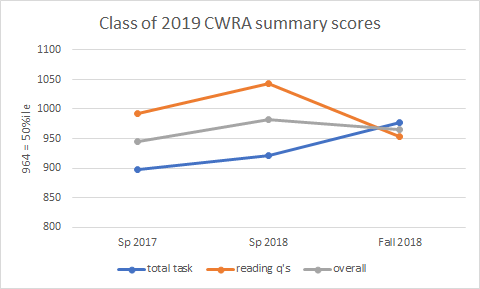 Class of 2019 CWRA summary scores
964 = 50%ile
1100
1050
1000
950
900
850
800
Sp 2017 Sp 2018 Fall 2018
total task reading q's overall